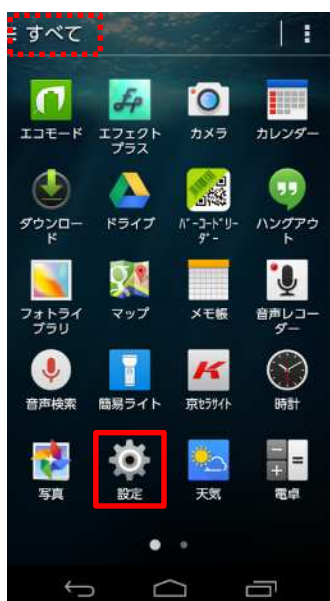 すべて
エコモード
エフェクト
プラス
カメラ
カレンダー
ダウンロー
ド
ドライブ
バーコードリー
ダー
ハングアウ
ト
フォトライ
ブラリ
マップ
メモ帳
音声レコー
ダー
音声検索
簡易ライト
京セラサイト
時計
写真
設定
天気
電卓